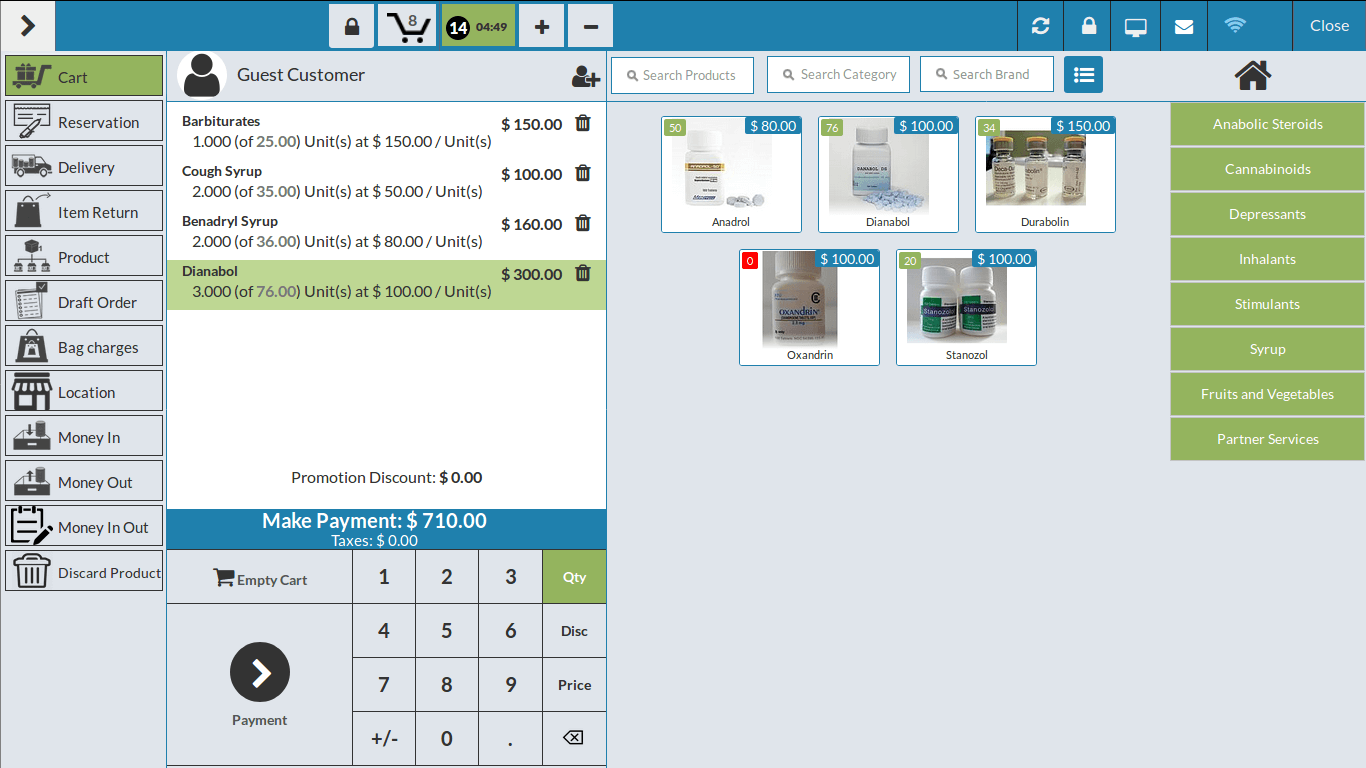 8
14 04:49
Close
Cart
Reservation
Delivery
Item Return
Product
Draft Order
Bag charges
Location
Money In
Money Out
Money In Out
Discard Product
Guest Customer
Barbiturates
$ 150.00
1.000 (of 25.00) Unit(s) at $ 150.00 / Unit(s)
Cough Syrup
$ 100.00
2.000 (of 35.00) Unit(s) at $ 50.00 / Unit(s)
Benadryl Syrup
$ 160.00
2.000 (of 36.00) Unit(s) at $ 80.00 / Unit(s)
Dianabol
$ 300.00
3.000 (of 76.00) Unit(s) at $ 100.00 / Unit(s)
Promotion Discount: $ 0.00
Make Payment: $ 710.00
Taxes: $ 0.00
Empty Cart
1 2 3 Qty
4 5 6 Disc
7 8 9 Price
+/- 0 .
Payment
Search Products
Search Category
Search Brand
50 $ 80.00
Anadrol
76 $ 100.00
DANABOL DS
Dianabol
34 $ 150.00
Durabolin
0 $ 100.00
OXANDRIN
Oxandrin
20 $ 100.00
Stanozol
Anabolic Steroids
Cannabinoids
Depressants
Inhalants
Stimulants
Syrup
Fruits and Vegetables
Partner Services